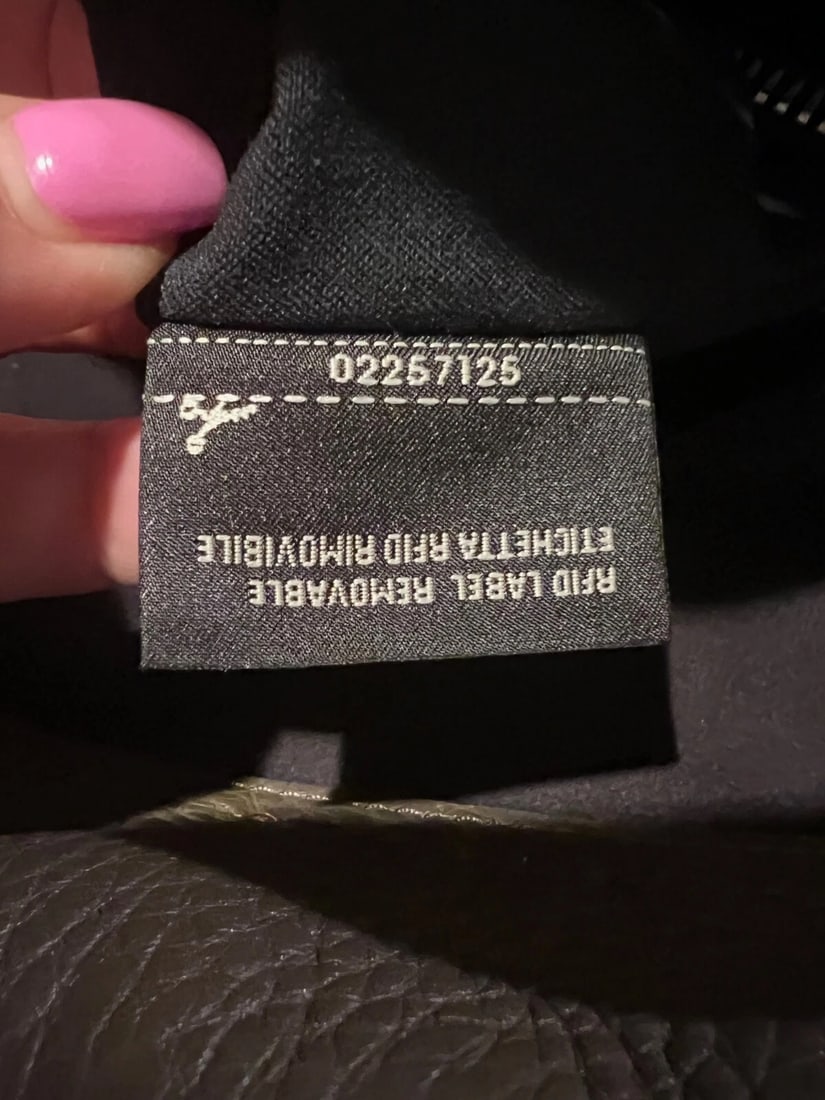 02257125
RFID LABEL REMOVABLE
ETICHETTA RFID RIMOVIBILE